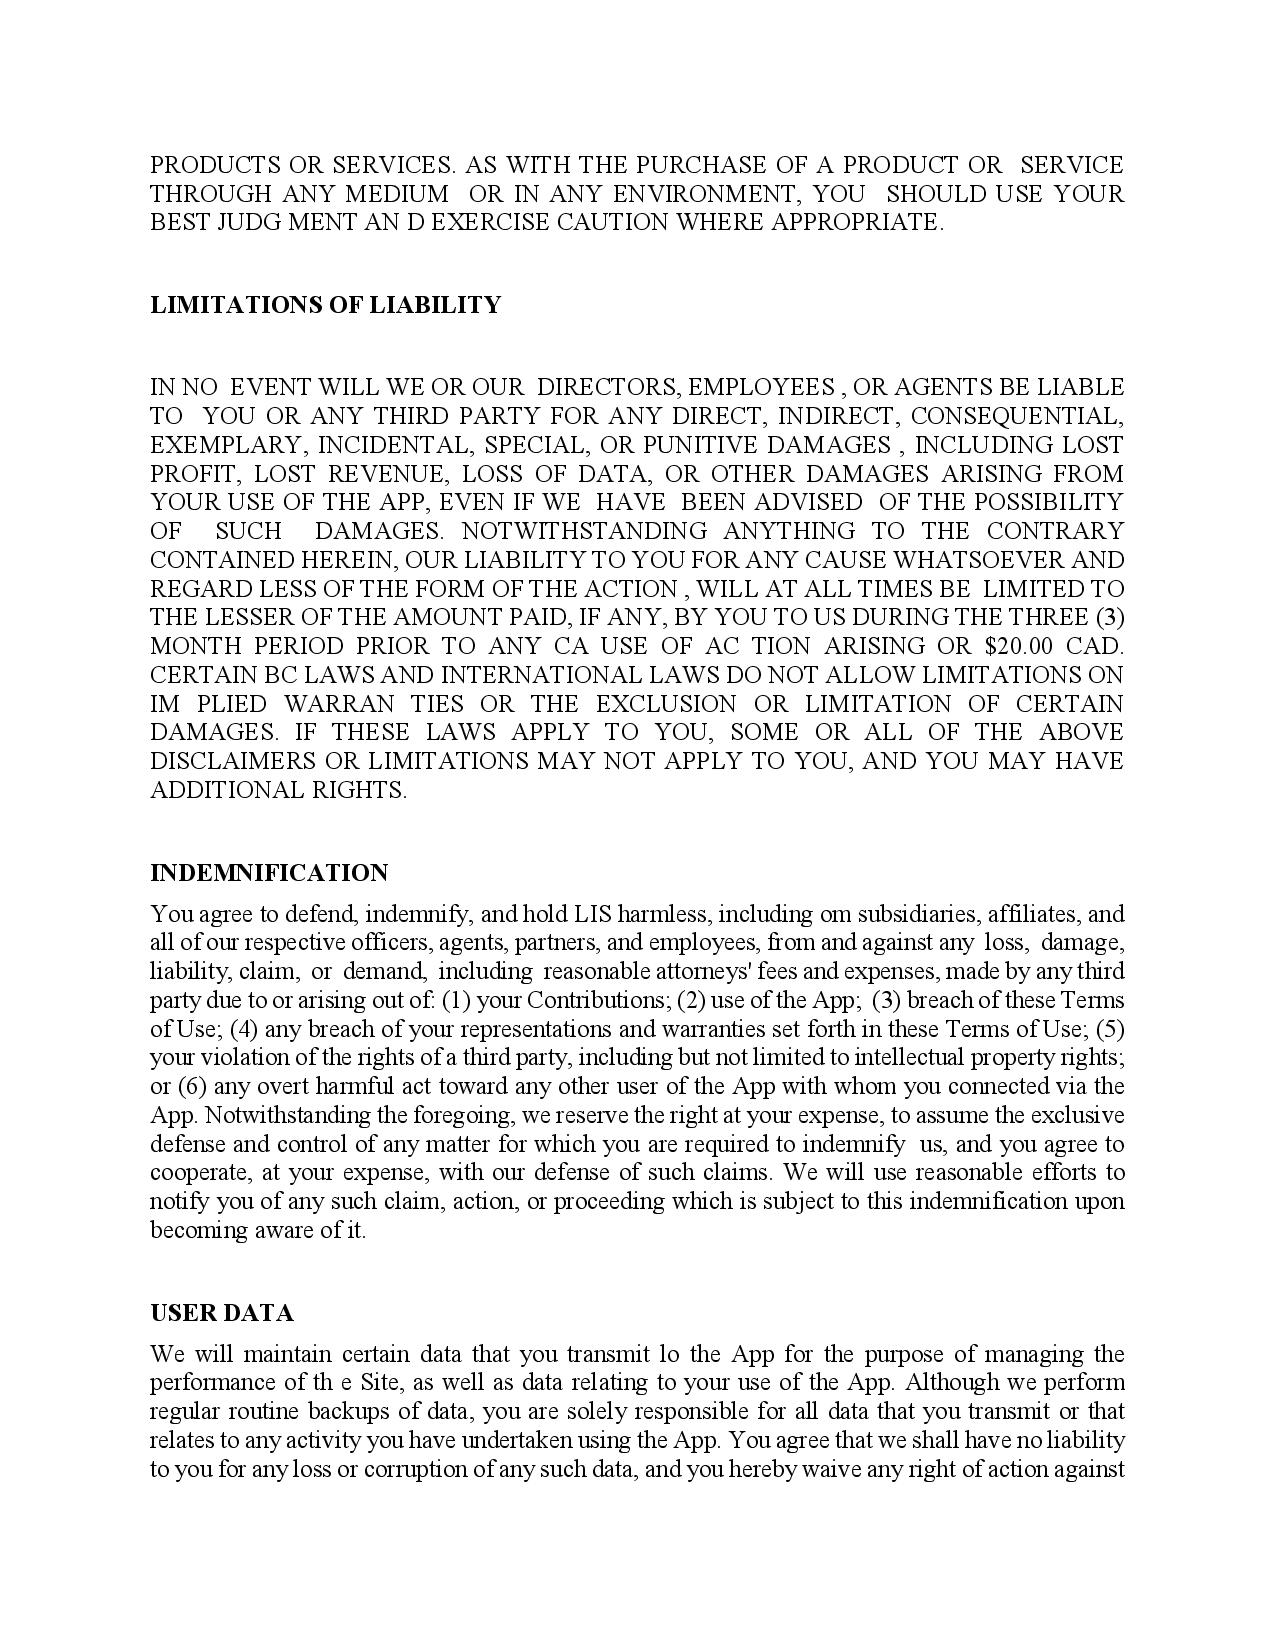 PRODUCTS OR SERVICES. AS WITH THE PURCHASE OF A PRODUCT OR SERVICE
THROUGH ANY MEDIUM OR IN ANY ENVIRONMENT, YOU SHOULD USE YOUR
BEST JUDG MENT AN D EXERCISE CAUTION WHERE APPROPRIATE.
LIMITATIONS OF LIABILITY
IN NO EVENT WILL WE OR OUR DIRECTORS, EMPLOYEES , OR AGENTS BE LIABLE
TO YOU OR ANY THIRD PARTY FOR ANY DIRECT, INDIRECT, CONSEQUENTIAL,
EXEMPLARY, INCIDENTAL, SPECIAL, OR PUNITIVE DAMAGES , INCLUDING LOST
PROFIT, LOST REVENUE, LOSS OF DATA, OR OTHER DAMAGES ARISING FROM
YOUR USE OF THE APP, EVEN IF WE HAVE BEEN ADVISED OF THE POSSIBILITY
OF SUCH DAMAGES. NOTWITHSTANDING ANYTHING TO THE CONTRARY
CONTAINED HEREIN, OUR LIABILITY TO YOU FOR ANY CAUSE WHATSOEVER AND
REGARD LESS OF THE FORM OF THE ACTION , WILL AT ALL TIMES BE LIMITED TO
THE LESSER OF THE AMOUNT PAID, IF ANY, BY YOU TO US DURING THE THREE (3)
MONTH PERIOD PRIOR TO ANY CA USE OF AC TION ARISING OR $20.00 CAD.
CERTAIN BC LAWS AND INTERNATIONAL LAWS DO NOT ALLOW LIMITATIONS ON
IM PLIED WARRAN TIES OR THE EXCLUSION OR LIMITATION OF CERTAIN
DAMAGES. IF THESE LAWS APPLY TO YOU, SOME OR ALL OF THE ABOVE
DISCLAIMERS OR LIMITATIONS MAY NOT APPLY TO YOU, AND YOU MAY HAVE
ADDITIONAL RIGHTS.
INDEMNIFICATION
You agree to defend, indemnify, and hold LIS harmless, including om subsidiaries, affiliates, and
all of our respective officers, agents, partners, and employees, from and against any loss, damage,
liability, claim, or demand, including reasonable attorneys' fees and expenses, made by any third
party due to or arising out of: (1) your Contributions; (2) use of the App; (3) breach of these Terms
of Use; (4) any breach of your representations and warranties set forth in these Terms of Use; (5)
your violation of the rights of a third party, including but not limited to intellectual property rights;
or (6) any overt harmful act toward any other user of the App with whom you connected via the
App. Notwithstanding the foregoing, we reserve the right at your expense, to assume the exclusive
defense and control of any matter for which you are required to indemnify us, and you agree to
cooperate, at your expense, with our defense of such claims. We will use reasonable efforts to
notify you of any such claim, action, or proceeding which is subject to this indemnification upon
becoming aware of it.
USER DATA
We will maintain certain data that you transmit lo the App for the purpose of managing the
performance of th e Site, as well as data relating to your use of the App. Although we perform
regular routine backups of data, you are solely responsible for all data that you transmit or that
relates to any activity you have undertaken using the App. You agree that we shall have no liability
to you for any loss or corruption of any such data, and you hereby waive any right of action against